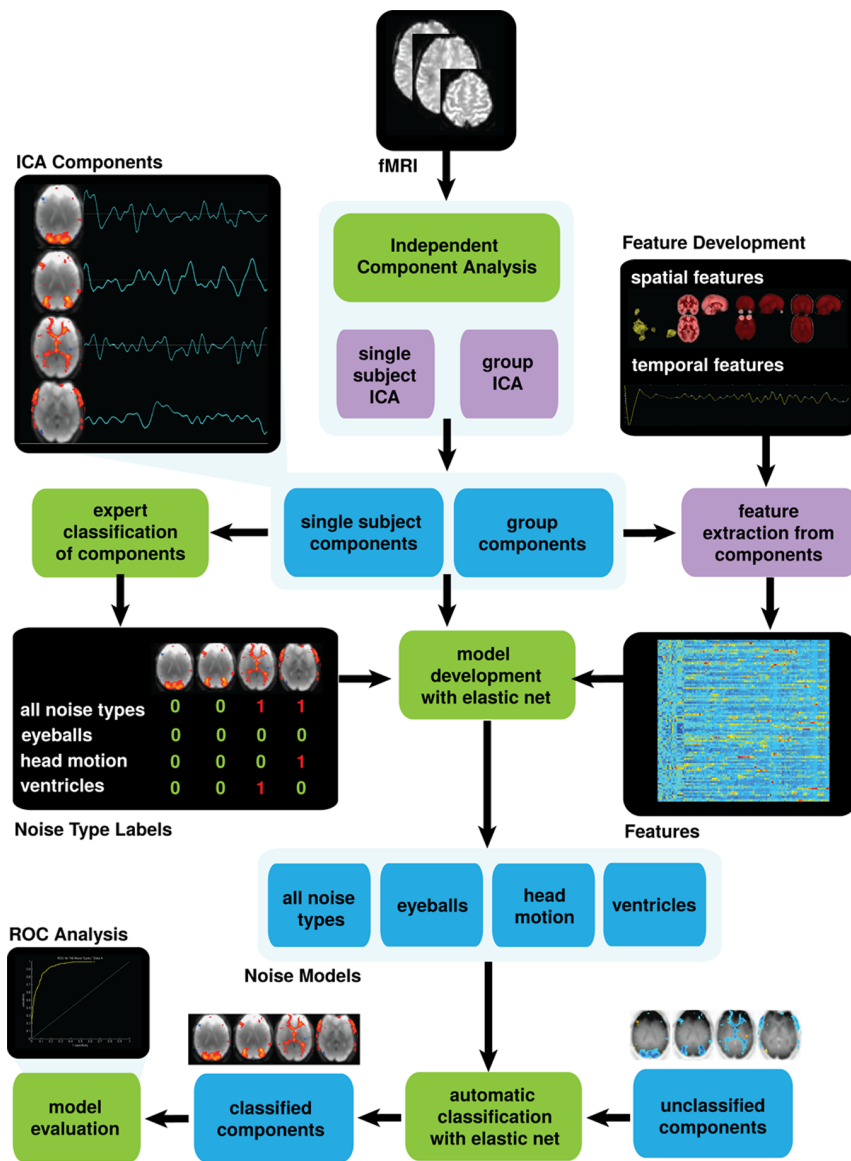 fMRI
ICA Components
Independent
Component Analysis
single
subject
ICA
group
ICA
Feature Development
spatial features
temporal features
expert
classification
of components
single subject
components
group
components
feature
extraction from
components
all noise types 0 0 1 1
eyeballs 0 0 0 0
head motion 0 0 0 1
ventricles 0 0 1 0
Noise Type Labels
model
development
with elastic net
Features
all noise
types
eyeballs
head
motion
ventricles
Noise Models
ROC Analysis
model
evaluation
classified
components
automatic
classification
with elastic net
unclassified
components